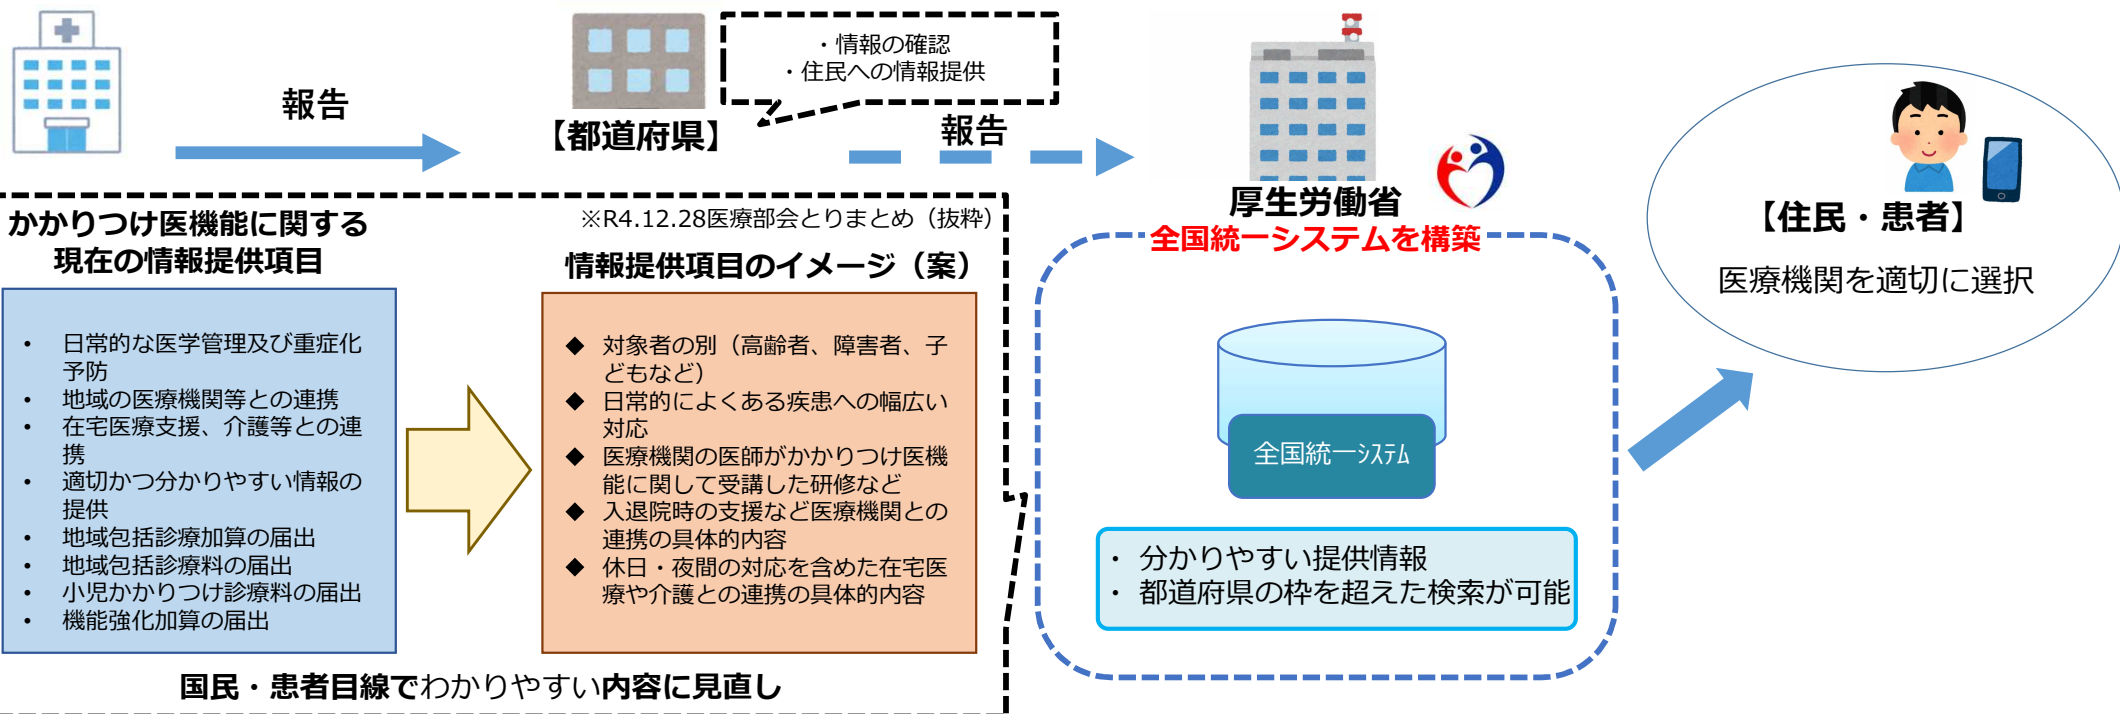 ・情報の確認
・住民への情報提供
報告
【都道府県】
報告
厚生労働省
全国統一システムを構築
【住民・患者】
医療機関を適切に選択
かかりつけ医機能に関する
現在の情報提供項目
• 日常的な医学管理及び重症化
予防
• 地域の医療機関等との連携
• 在宅医療支援、介護等との連
携
• 適切かつ分かりやすい情報の
提供
• 地域包括診療加算の届出
• 地域包括診療料の届出
• 小児かかりつけ診療料の届出
• 機能強化加算の届出
※R4.12.28医療部会とりまとめ（抜粋）
情報提供項目のイメージ（案）
◆ 対象者の別（高齢者、障害者、子
どもなど）
◆ 日常的によくある疾患への幅広い
対応
◆ 医療機関の医師がかかりつけ医機
能に関して受講した研修など
◆ 入退院時の支援など医療機関との
連携の具体的内容
◆ 休日・夜間の対応を含めた在宅医
療や介護との連携の具体的内容
国民・患者目線でわかりやすい内容に見直し
全国統一ｼｽﾃﾑ
・ 分かりやすい提供情報
・ 都道府県の枠を超えた検索が可能